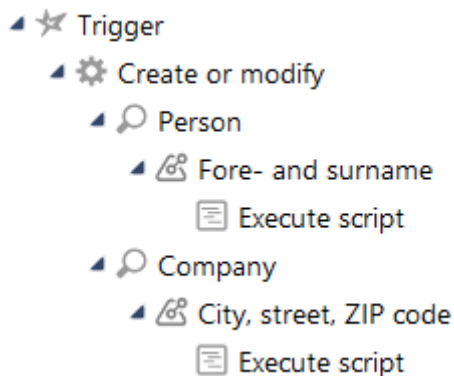 Trigger
Create or modify
Person
Fore- and surname
Execute script
Company
City, street, ZIP code
Execute script